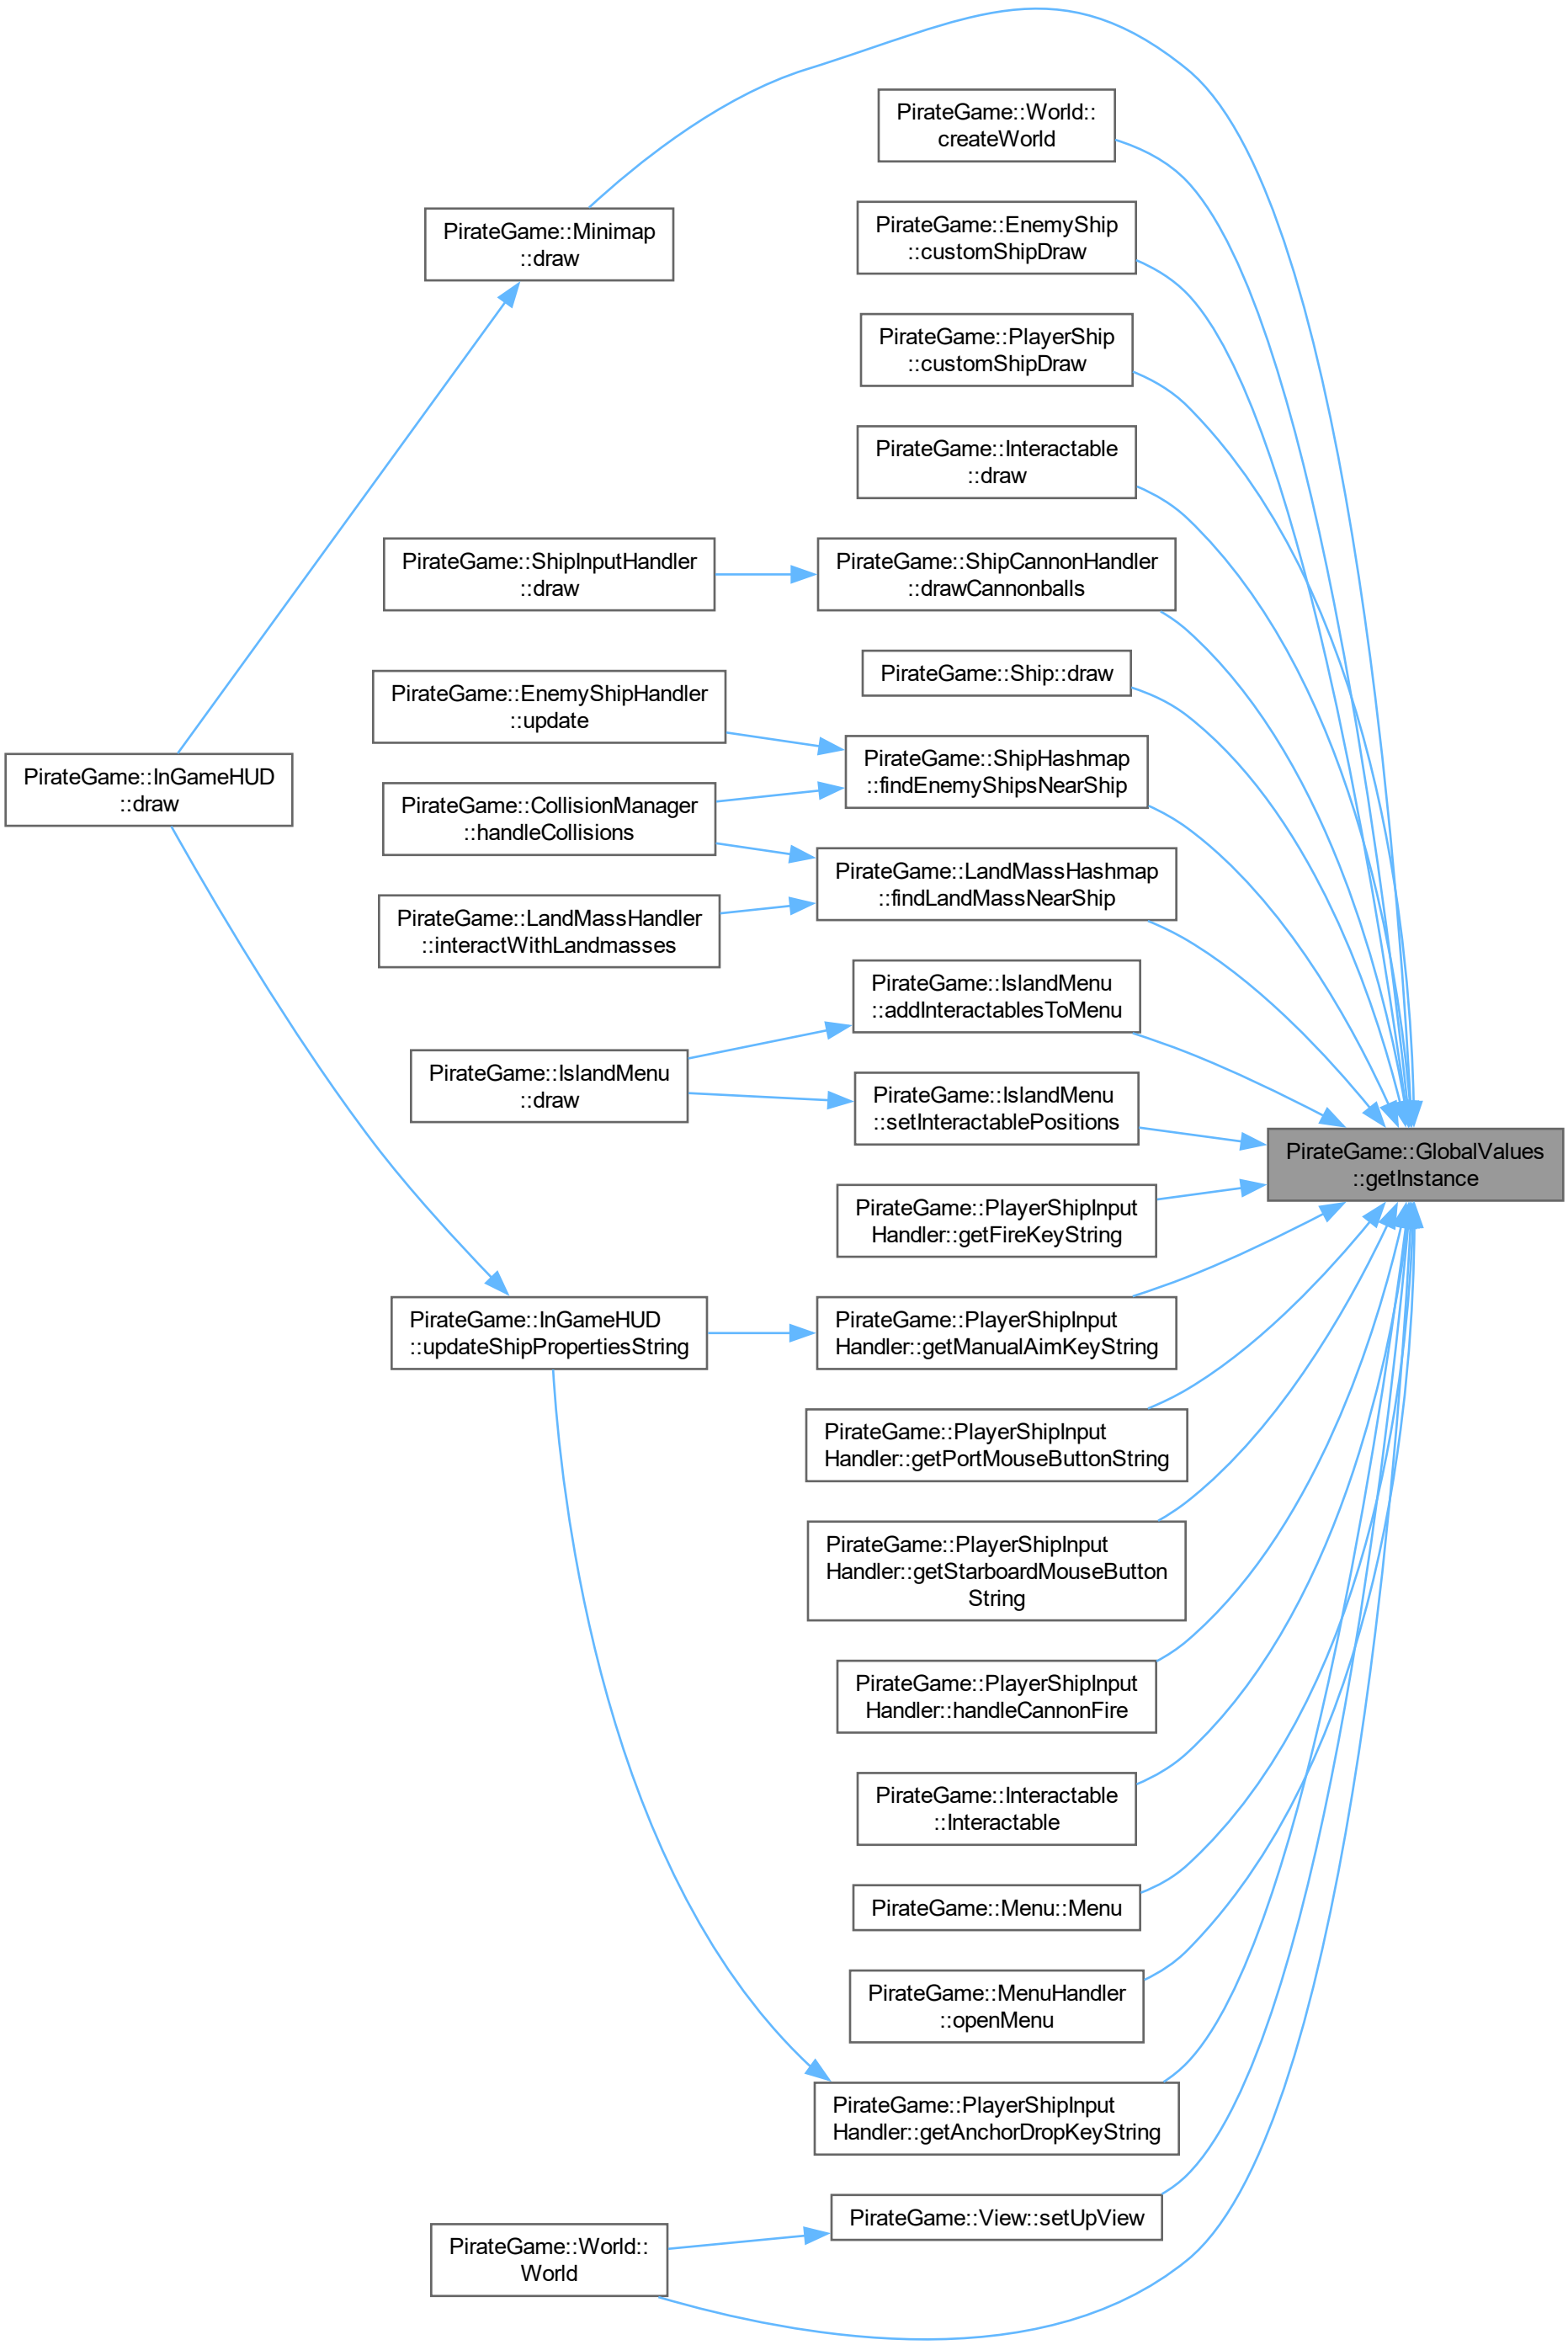 PirateGame::World::
createWorld
PirateGame::EnemyShip
::customShipDraw
PirateGame::Minimap
::draw
PirateGame::PlayerShip
::customShipDraw
PirateGame::Interactable
::draw
PirateGame::ShipInputHandler
::draw
PirateGame::ShipCannonHandler
::drawCannonballs
PirateGame::Ship::draw
PirateGame::EnemyShipHandler
::update
PirateGame::ShipHashmap
::findEnemyShipsNearShip
PirateGame::InGameHUD
::draw
PirateGame::CollisionManager
::handleCollisions
PirateGame::LandMassHashmap
::findLandMassNearShip
PirateGame::LandMassHandler
::interactWithLandmasses
PirateGame::IslandMenu
::addInteractablesToMenu
PirateGame::IslandMenu
::draw
PirateGame::IslandMenu
::setInteractablePositions
PirateGame::GlobalValues
::getInstance
PirateGame::PlayerShipInput
Handler::getFireKeyString
PirateGame::InGameHUD
::updateShipPropertiesString
PirateGame::PlayerShipInput
Handler::getManualAimKeyString
PirateGame::PlayerShipInput
Handler::getPortMouseButtonString
PirateGame::PlayerShipInput
Handler::getStarboardMouseButton
String
PirateGame::PlayerShipInput
Handler::handleCannonFire
PirateGame::Interactable
::Interactable
PirateGame::Menu::Menu
PirateGame::MenuHandler
::openMenu
PirateGame::PlayerShipInput
Handler::getAnchorDropKeyString
PirateGame::View::setUpView
PirateGame::World::
World